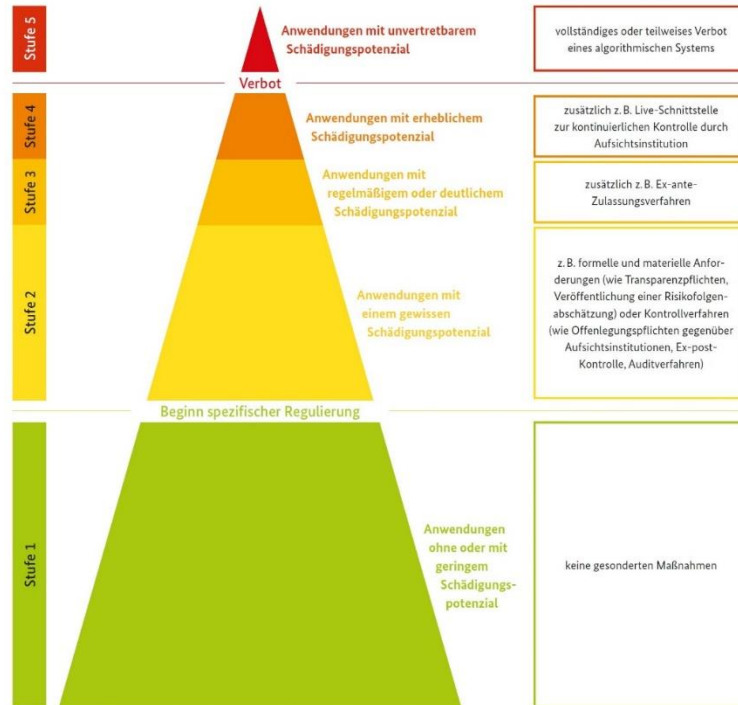 Stufe 5
Anwendungen mit unvertretbarem
Schädigungspotenzial
vollständiges oder teilweises Verbot
eines algorithmischen Systems
Verbot
Stufe 4
Anwendungen mit erheblichem
Schädigungspotenzial
zusätzlich z. B. Live-Schnittstelle
zur kontinuierlichen Kontrolle durch
Aufsichtsinstitution
Stufe 3
Anwendungen mit
regelmäßigem oder deutlichem
Schädigungspotenzial
zusätzlich z. B. Ex-ante-
Zulassungsverfahren
Stufe 2
Anwendungen mit
einem gewissen
Schädigungspotenzial
z. B. formelle und materielle Anfor-
derungen (wie Transparenzpflichten,
Veröffentlichung einer Risikofolgen-
abschätzung) oder Kontrollverfahren
(wie Offenlegungspflichten gegenüber
Aufsichtsinstitutionen, Ex-post-
Kontrolle, Auditverfahren)
Beginn spezifischer Regulierung
Stufe 1
Anwendungen
ohne oder mit
geringem
Schädigungs-
potenzial
keine gesonderten Maßnahmen